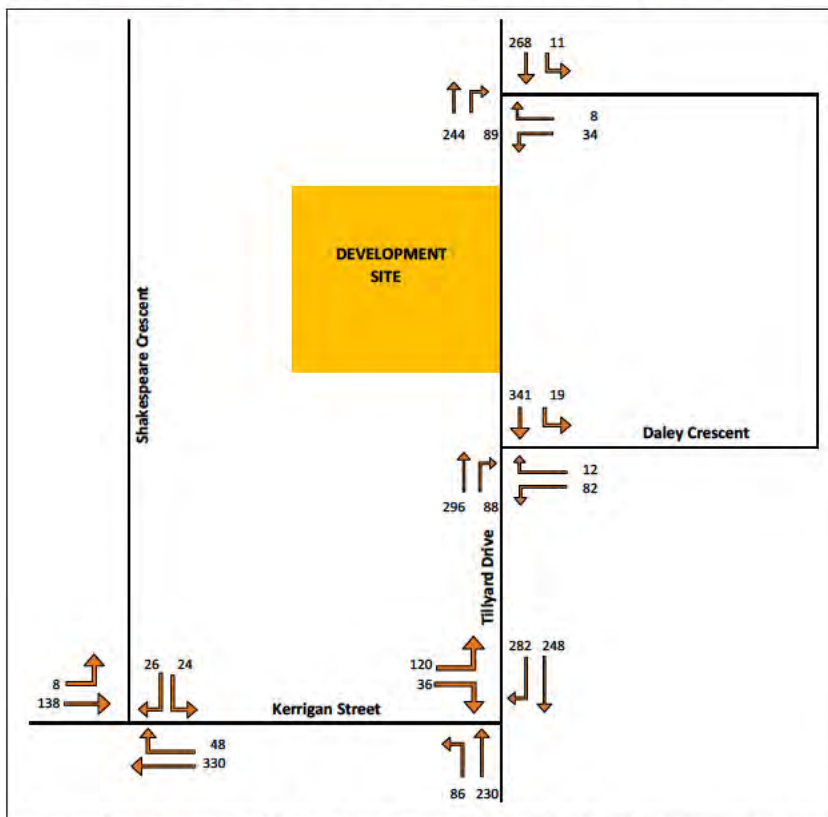 268 11
8
244 89 34
DEVELOPMENT
SITE
Shakespeare Crescent
341 19
Daley Crescent
12
296 88 82
Tillyard Drive
282 248
26 24 120
8 36
138
Kerrigan Street
48
330
86 230